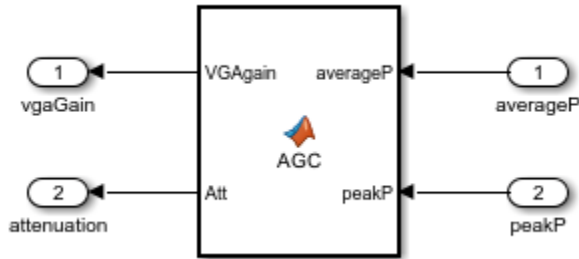 1
vgaGain
VGAgain
averageP
1
averageP
AGC
2
attenuation
Att
peakP
2
peakP